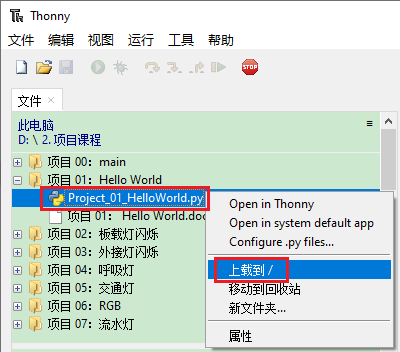 Thonny
文件 编辑 视图 运行 工具 帮助
STOP
文件 ×
此电脑
D: \ 2. 项目课程
项目 00：main
项目 01：Hello World
Project_01_HelloWorld.py
项目 01： Hello World.doc
项目 02：板载灯闪烁
项目 03：外接灯闪烁
项目 04：呼吸灯
项目 05：交通灯
项目 06：RGB
项目 07：流水灯
Open in Thonny
Open in system default app
Configure .py files...
上载到 /
移动到回收站
新文件夹...
属性